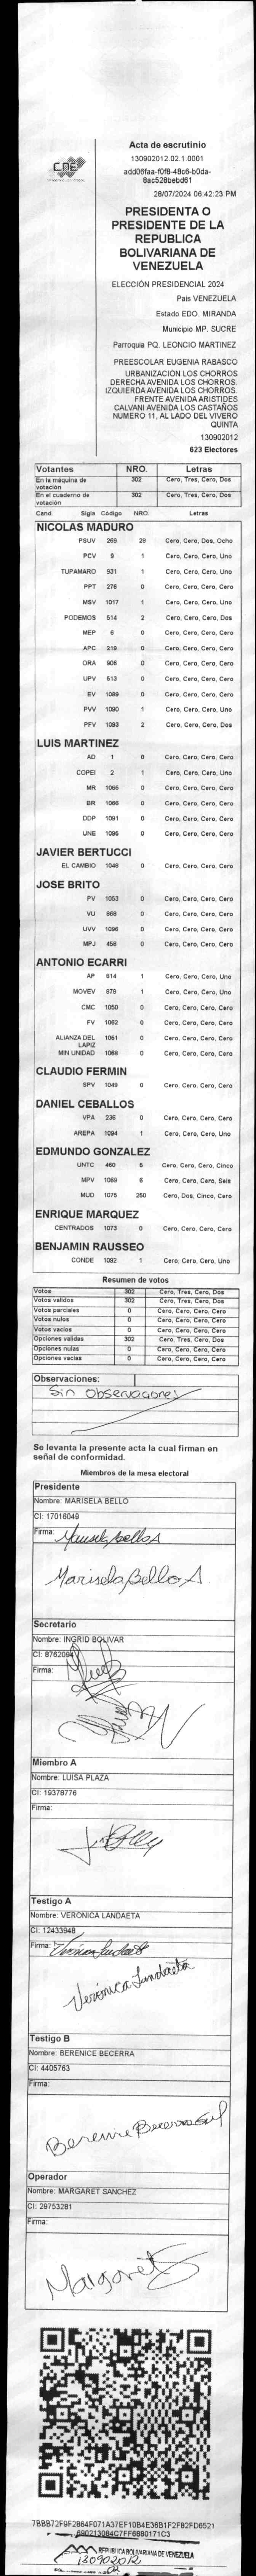 CNE
Acta de escrutinio
130902012.02.1.0001
add06faa-f0f8-48c6-b0da-
8ac528bebd61
28/07/2024 06:42:23 PM
PRESIDENTA O
PRESIDENTE DE LA
REPUBLICA
BOLIVARIANA DE
VENEZUELA
ELECCIÓN PRESIDENCIAL 2024
País VENEZUELA
Estado EDO. MIRANDA
Municipio MP. SUCRE
Parroquia PQ. LEONCIO MARTINEZ
PREESCOLAR EUGENIA RABASCO
URBANIZACION LOS CHORROS
DERECHA AVENIDA LOS CHORROS.
IZQUIERDA AVENIDA LOS CHORROS.
FRENTE AVENIDA ARISTIDES
CALVANI AVENIDA LOS CASTAÑOS
NUMERO 11, AL LADO DEL VIVERO
QUINTA
130902012
623 Electores
Votantes NRO. Letras
En la máquina de votación 302 Cero, Tres, Cero, Dos
En el cuaderno de votación 302 Cero, Tres, Cero, Dos
Cand. Sigla Código NRO. Letras
NICOLAS MADURO
PSUV 269 28 Cero, Cero, Dos, Ocho
PCV 9 1 Cero, Cero, Cero, Uno
TUPAMARO 931 1 Cero, Cero, Cero, Uno
PPT 276 0 Cero, Cero, Cero, Cero
MSV 1017 1 Cero, Cero, Cero, Uno
PODEMOS 514 2 Cero, Cero, Cero, Dos
MEP 6 0 Cero, Cero, Cero, Cero
APC 219 0 Cero, Cero, Cero, Cero
ORA 906 0 Cero, Cero, Cero, Cero
UPV 513 0 Cero, Cero, Cero, Cero
EV 1089 0 Cero, Cero, Cero, Cero
PVV 1090 1 Cero, Cero, Cero, Uno
PFV 1093 2 Cero, Cero, Cero, Dos
LUIS MARTINEZ
AD 1 0 Cero, Cero, Cero, Cero
COPEI 2 1 Cero, Cero, Cero, Uno
MR 1055 0 Cero, Cero, Cero, Cero
BR 1066 0 Cero, Cero, Cero, Cero
DDP 1091 0 Cero, Cero, Cero, Cero
UNE 1095 0 Cero, Cero, Cero, Cero
JAVIER BERTUCCI
EL CAMBIO 1048 0 Cero, Cero, Cero, Cero
JOSE BRITO
PV 1053 0 Cero, Cero, Cero, Cero
VU 868 0 Cero, Cero, Cero, Cero
UVV 1096 0 Cero, Cero, Cero, Cero
MPJ 458 0 Cero, Cero, Cero, Cero
ANTONIO ECARRI
AP 614 1 Cero, Cero, Cero, Uno
MOVEV 979 1 Cero, Cero, Cero, Uno
CMC 1050 0 Cero, Cero, Cero, Cero
FV 1062 0 Cero, Cero, Cero, Cero
ALIANZA DEL LAPIZ 1051 0 Cero, Cero, Cero, Cero
MIN UNIDAD 1068 0 Cero, Cero, Cero, Cero
CLAUDIO FERMIN
SPV 1049 0 Cero, Cero, Cero, Cero
DANIEL CEBALLOS
VPA 236 0 Cero, Cero, Cero, Cero
AREPA 1094 1 Cero, Cero, Cero, Uno
EDMUNDO GONZALEZ
UNTC 460 5 Cero, Cero, Cero, Cinco
MPV 1069 6 Cero, Cero, Cero, Seis
MUD 1075 250 Cero, Dos, Cinco, Cero
ENRIQUE MARQUEZ
CENTRADOS 1073 0 Cero, Cero, Cero, Cero
BENJAMIN RAUSSEO
CONDE 1092 1 Cero, Cero, Cero, Uno
Resumen de votos
Votos 302 Cero, Tres, Cero, Dos
Votos validos 302 Cero, Tres, Cero, Dos
Votos parciales 0 Cero, Cero, Cero, Cero
Votos nulos 0 Cero, Cero, Cero, Cero
Votos vacios 0 Cero, Cero, Cero, Cero
Opciones validas 302 Cero, Tres, Cero, Dos
Opciones nulas 0 Cero, Cero, Cero, Cero
Opciones vacias 0 Cero, Cero, Cero, Cero
Observaciones:
Sin observaciones
Se levanta la presente acta la cual firman en
señal de conformidad.
Miembros de la mesa electoral
Presidente
Nombre: MARISELA BELLO
CI: 17016049
Firma: Marisela Bello A
Marisela Bello A
Secretario
Nombre: INGRID BOLIVAR
CI: 8762094
Firma:
Miembro A
Nombre: LUISA PLAZA
CI: 19378776
Firma:
Testigo A
Nombre: VERONICA LANDAETA
CI: 12433948
Firma: Verónica Landaeta
Verónica Landaeta
Testigo B
Nombre: BERENICE BECERRA
CI: 4405763
Firma:
Berenice Becerra
Operador
Nombre: MARGARET SANCHEZ
CI: 29753281
Firma:
Margaret S
7BBB72F9F2864F071A37EF10B4E36B1F2F82FD6521
690213084C7FF6880171C3
REPUBLICA BOLIVARIANA DE VENEZUELA
130902012